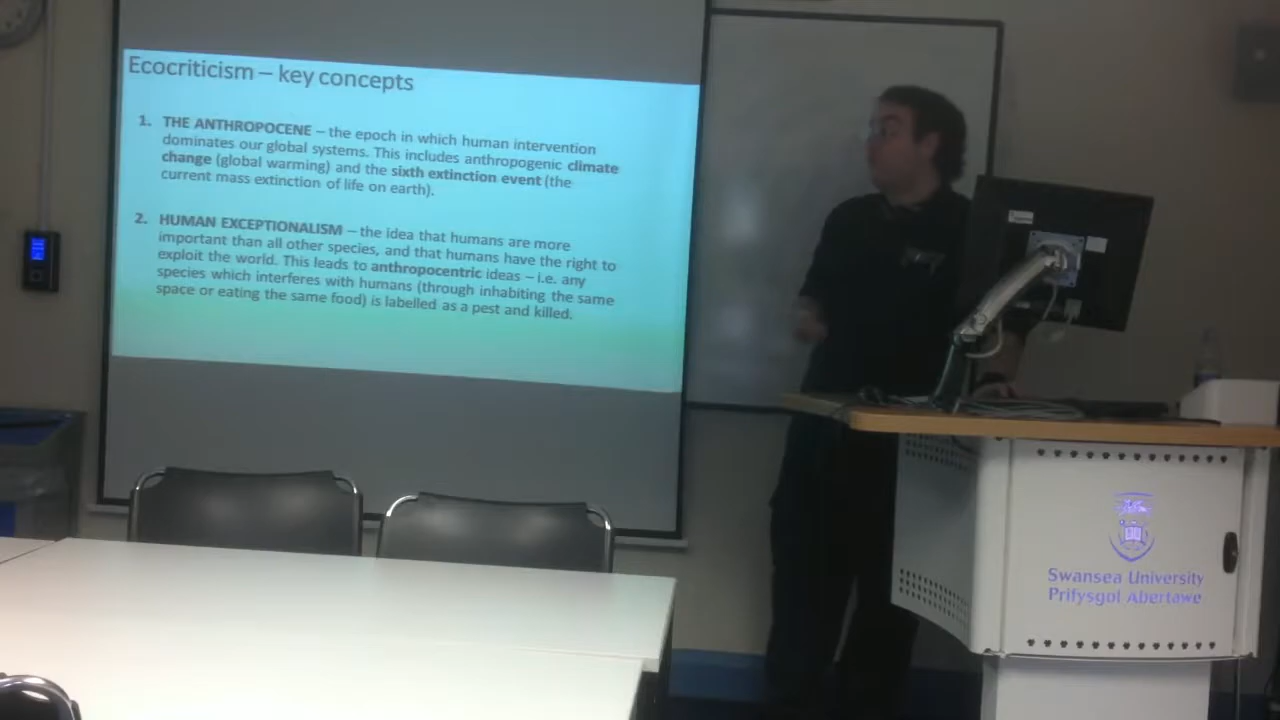 Ecocriticism – key concepts
1. THE ANTHROPOCENE – the epoch in which human intervention
dominates our global systems. This includes anthropogenic climate
change (global warming) and the sixth extinction event (the
current mass extinction of life on earth).
2. HUMAN EXCEPTIONALISM – the idea that humans are more
important than all other species, and that humans have the right to
exploit the world. This leads to anthropocentric ideas – i.e. any
species which interferes with humans (through inhabiting the same
space or eating the same food) is labelled as a pest and killed.
Swansea University
Prifysgol Abertawe